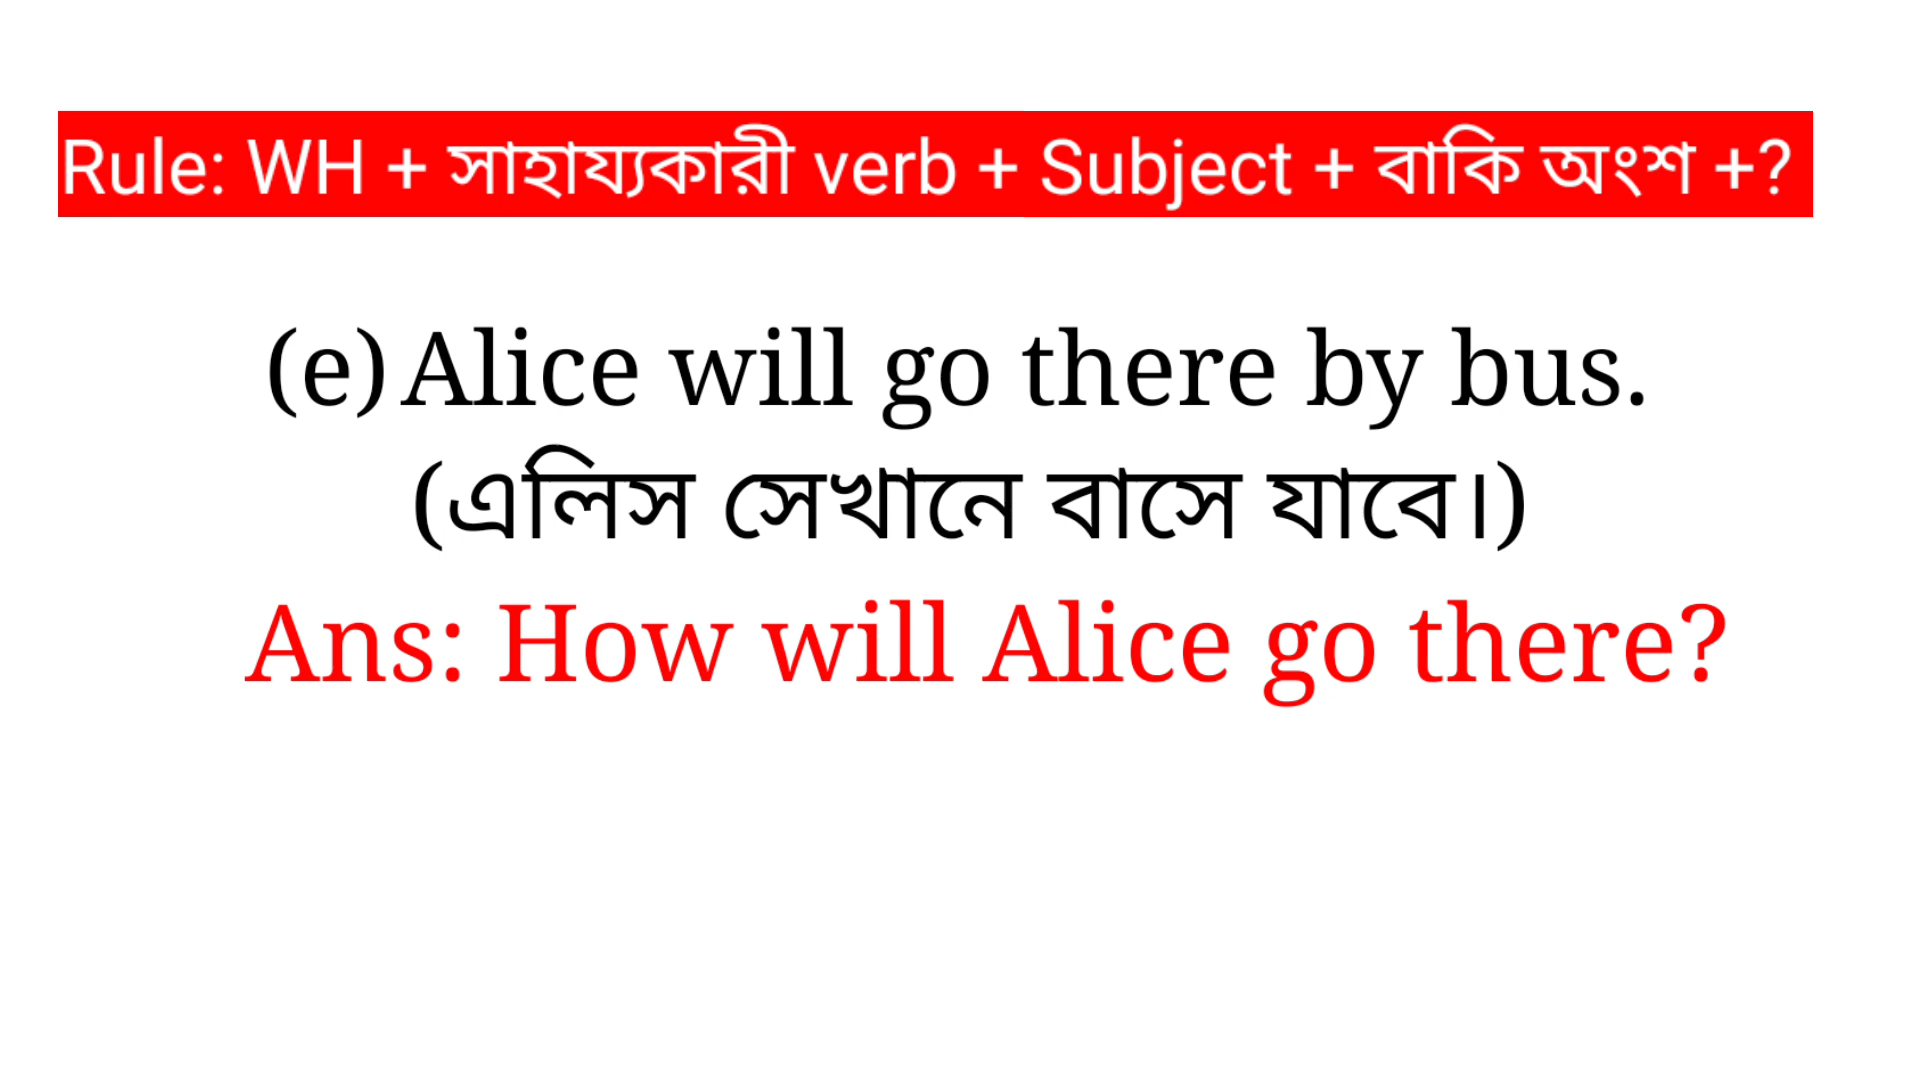 Rule: WH + সাহায্যকারী verb + Subject + বাকি অংশ +?
(e) Alice will go there by bus.
(এলিস সেখানে বাসে যাবে।)
Ans: How will Alice go there?